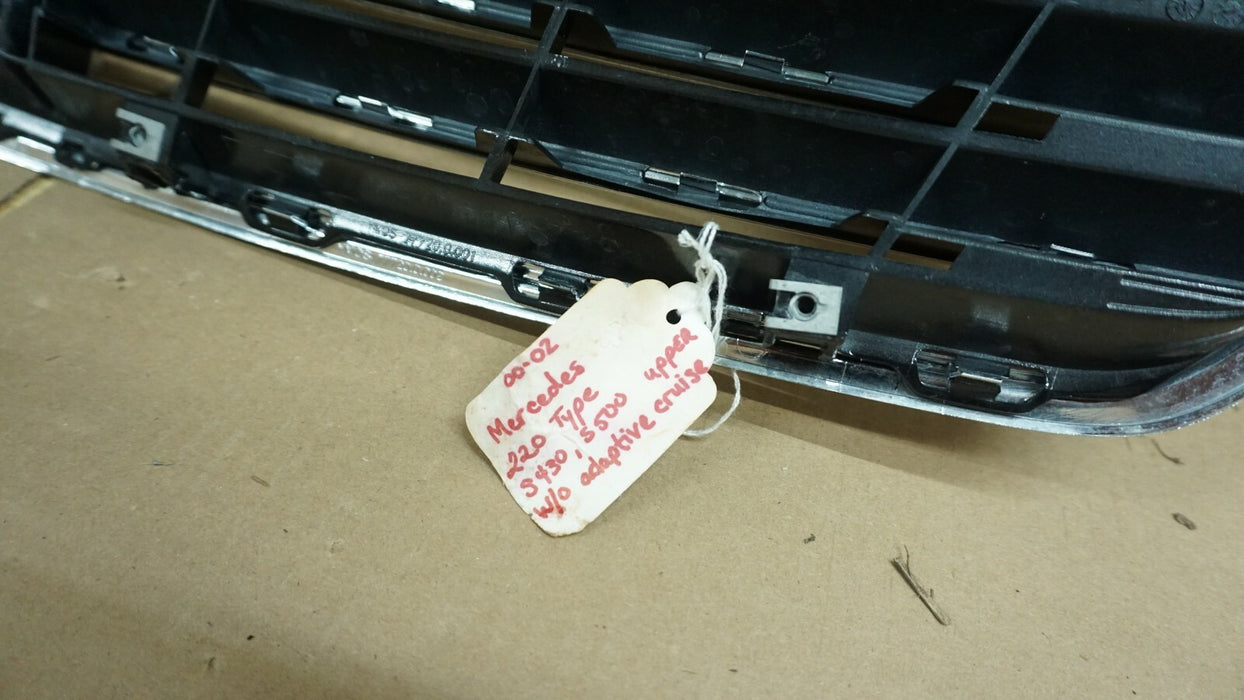 00-02
Mercedes
220 Type upper
S430, S500
w/o adaptive cruise